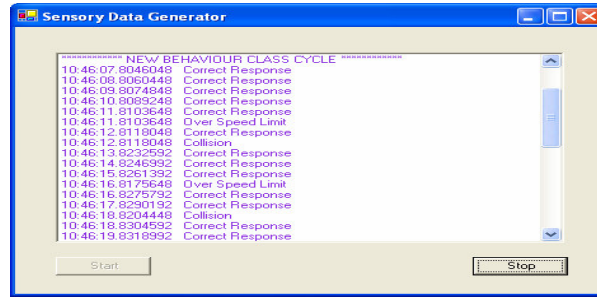 Sensory Data Generator
************ NEW BEHAVIOUR CLASS CYCLE ************
10:46:07.8046048 Correct Response
10:46:08.8060448 Correct Response
10:46:09.8074848 Correct Response
10:46:10.8089248 Correct Response
10:46:11.8103648 Correct Response
10:46:11.8103648 Over Speed Limit
10:46:12.8118048 Correct Response
10:46:12.8118048 Collision
10:46:13.8232592 Correct Response
10:46:14.8246992 Correct Response
10:46:15.8261392 Correct Response
10:46:16.8175648 Over Speed Limit
10:46:16.8275792 Correct Response
10:46:17.8290192 Correct Response
10:46:18.8204448 Collision
10:46:18.8304592 Correct Response
10:46:19.8318992 Correct Response
Start Stop